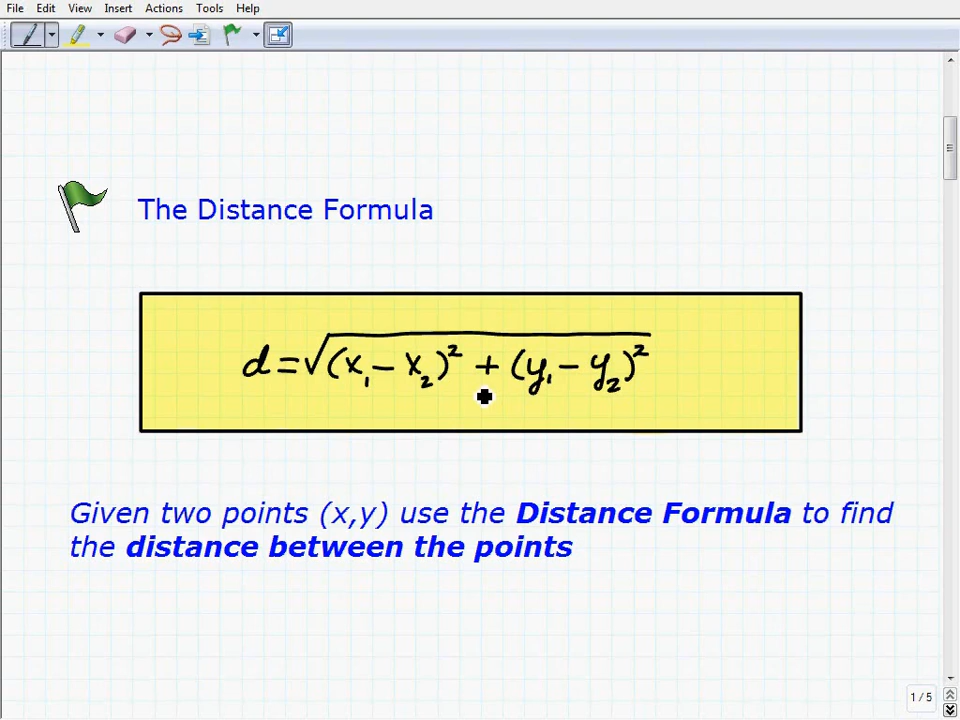 File Edit View Insert Actions Tools Help
The Distance Formula
d=√(x₁-x₂)²+(y₁-y₂)²
Given two points (x,y) use the Distance Formula to find
the distance between the points
1 / 5